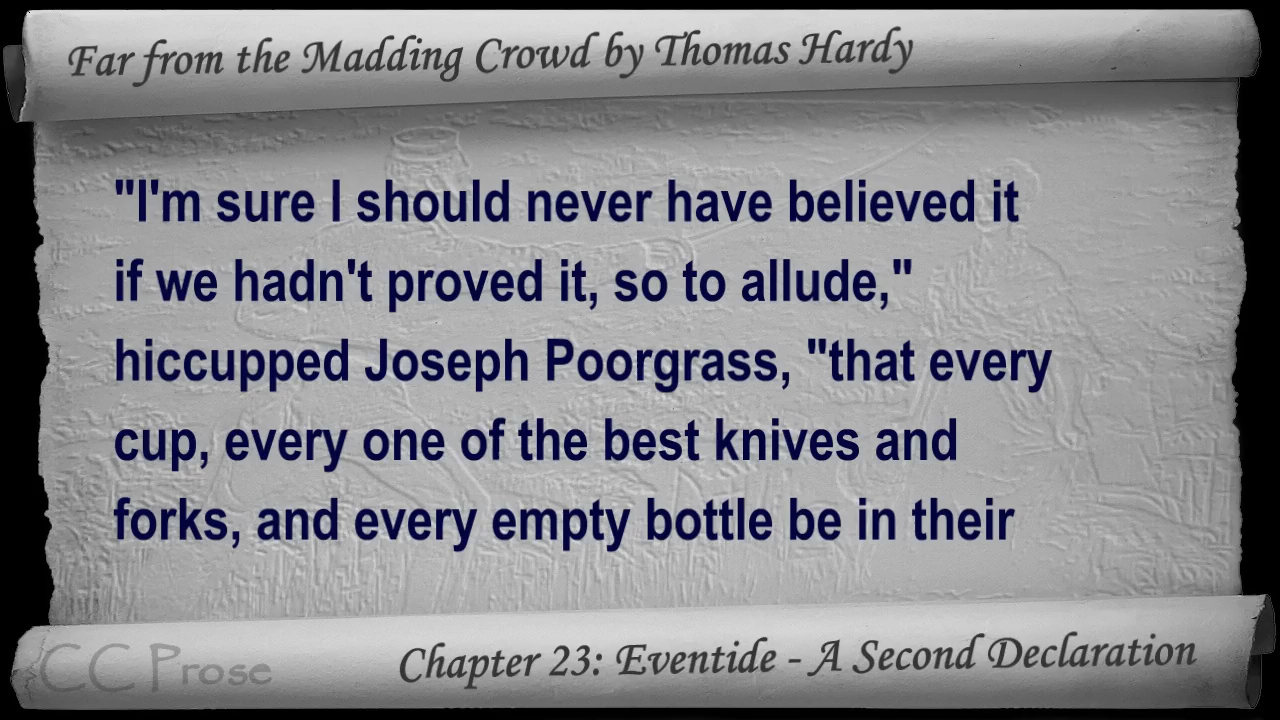 Far from the Madding Crowd by Thomas Hardy
"I'm sure I should never have believed it
if we hadn't proved it, so to allude,"
hiccupped Joseph Poorgrass, "that every
cup, every one of the best knives and
forks, and every empty bottle be in their
CC Prose
Chapter 23: Eventide - A Second Declaration